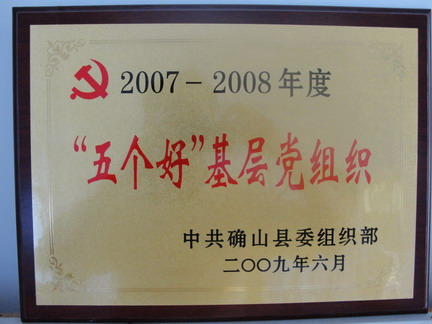 2007-2008年度
“五个好”基层党组织
中共确山县委组织部
二〇〇九年六月